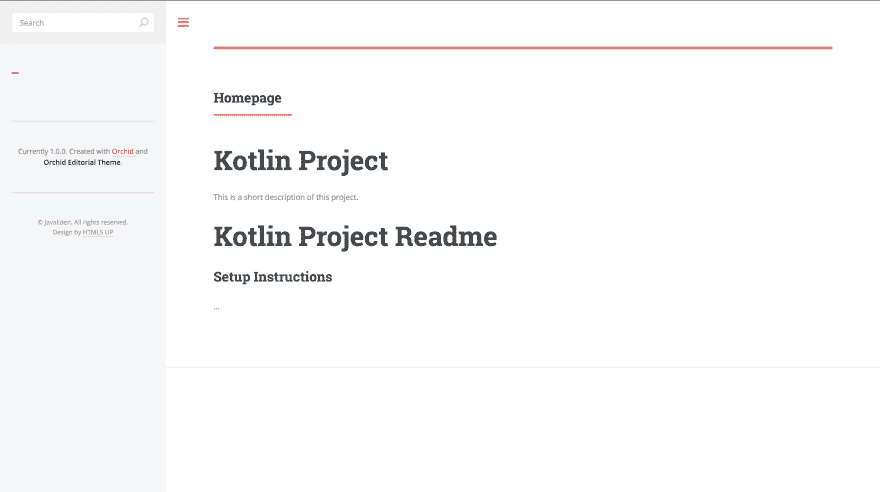 Search
Currently 1.0.0. Created with Orchid and
Orchid Editorial Theme.
© JavaEden. All rights reserved.
Design by HTML5 UP
Homepage
Kotlin Project
This is a short description of this project.
Kotlin Project Readme
Setup Instructions
...